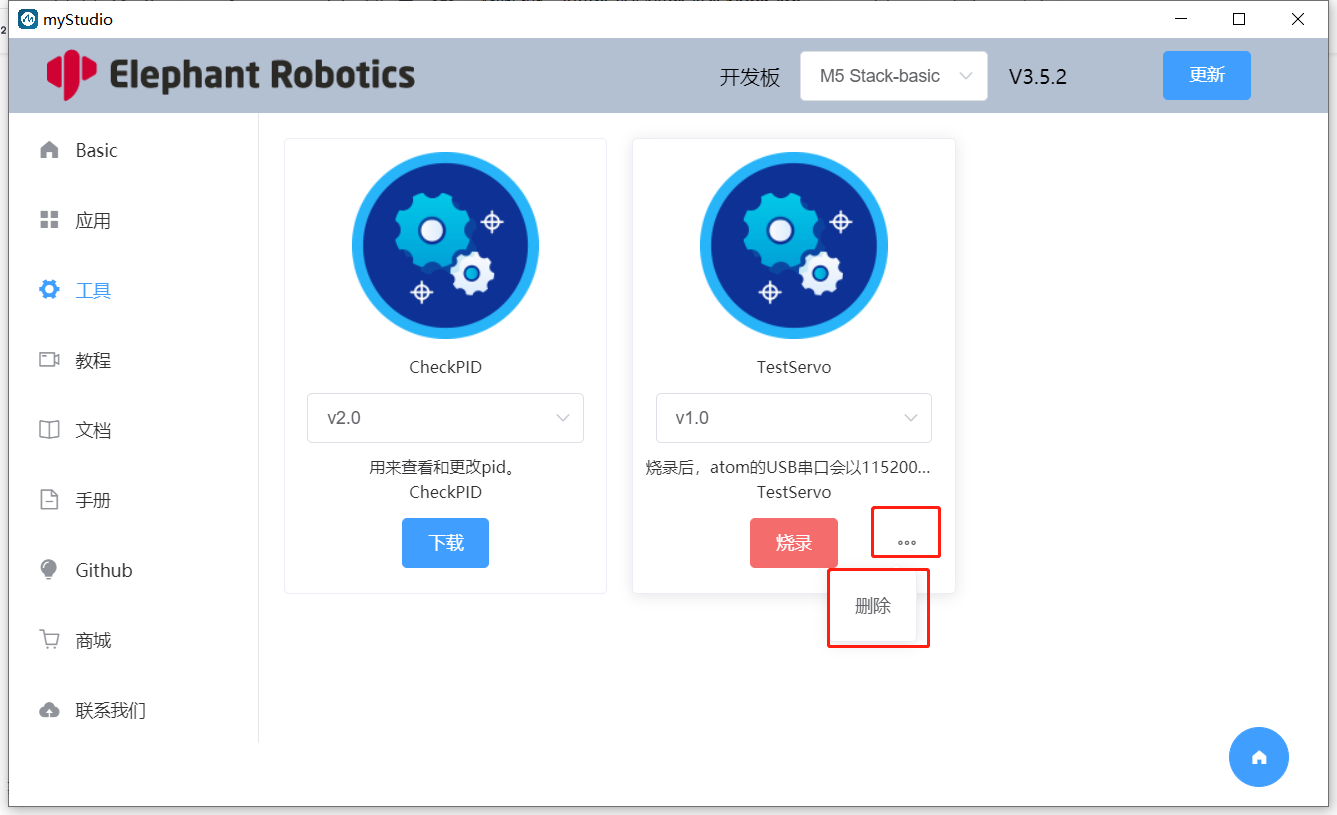 myStudio
Elephant Robotics
开发板
M5 Stack-basic
V3.5.2
更新
Basic
应用
工具
教程
文档
手册
Github
商城
联系我们
CheckPID
v2.0
用来查看和更改pid。
CheckPID
下载
TestServo
v1.0
烧录后，atom的USB串口会以115200...
TestServo
烧录
删除